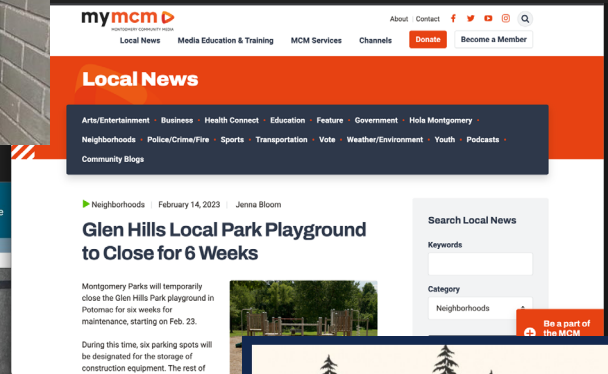 mymcm
MONTGOMERY COMMUNITY MEDIA
About Contact
Local News Media Education & Training MCM Services Channels Donate Become a Member
Local News
Arts/Entertainment • Business • Health Connect • Education • Feature • Government • Hola Montgomery •
Neighborhoods • Police/Crime/Fire • Sports • Transportation • Vote • Weather/Environment • Youth • Podcasts •
Community Blogs
Neighborhoods | February 14, 2023 | Jenna Bloom
Glen Hills Local Park Playground
to Close for 6 Weeks
Montgomery Parks will temporarily
close the Glen Hills Park playground in
Potomac for six weeks for
maintenance, starting on Feb. 23.
During this time, six parking spots will
be designated for the storage of
construction equipment. The rest of
Search Local News
Keywords
Category
Neighborhoods
Be a part of
the MCM